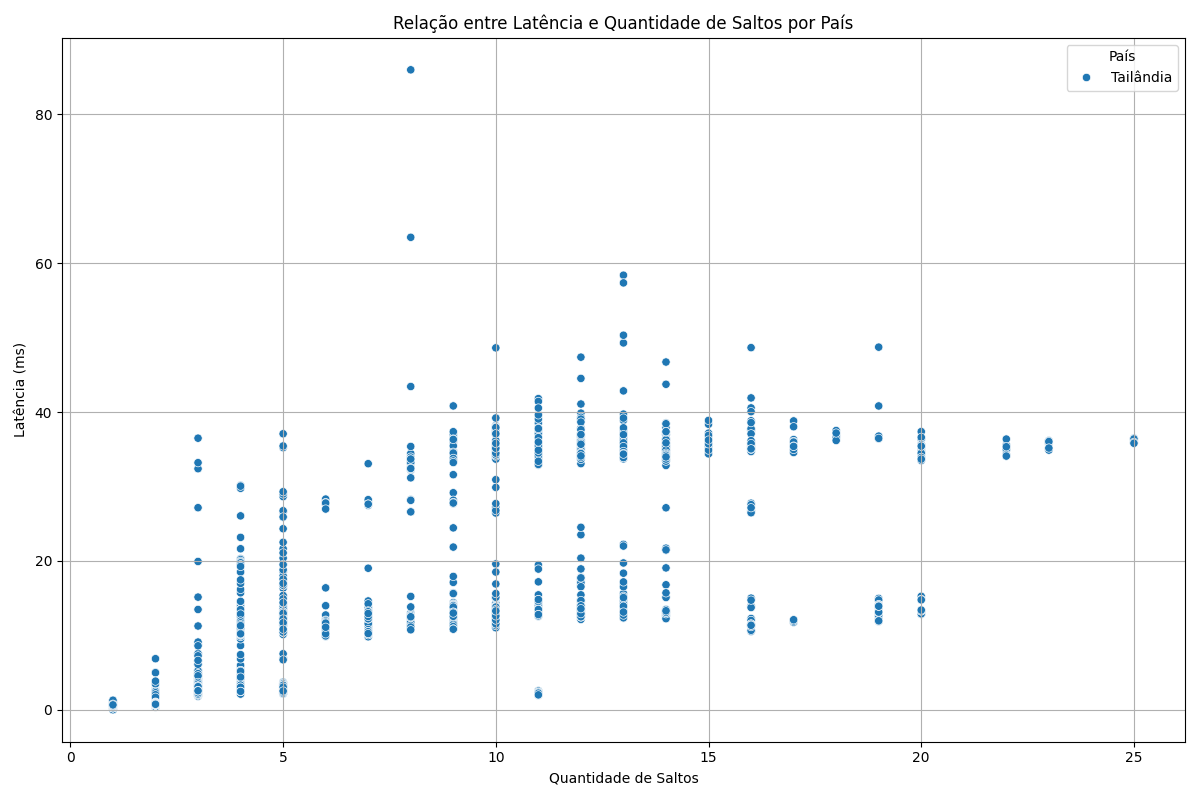 Relação entre Latência e Quantidade de Saltos por País
País
Tailândia
Latência (ms)
80
60
40
20
0
0 5 10 15 20 25
Quantidade de Saltos